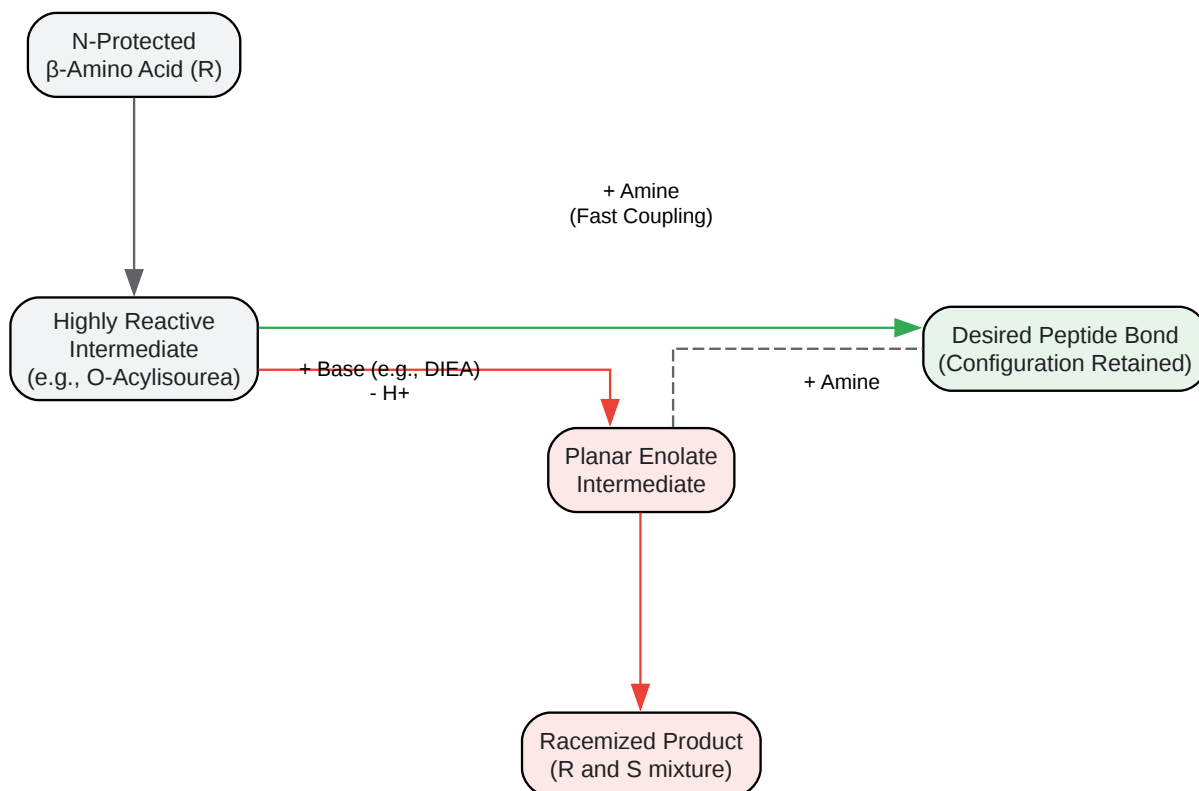 N-Protected
β-Amino Acid (R)
+ Amine
(Fast Coupling)
Highly Reactive
Intermediate
(e.g., O-Acylisourea)
Desired Peptide Bond
(Configuration Retained)
+ Base (e.g., DIEA)
- H+
+ Amine
Planar Enolate
Intermediate
Racemized Product
(R and S mixture)